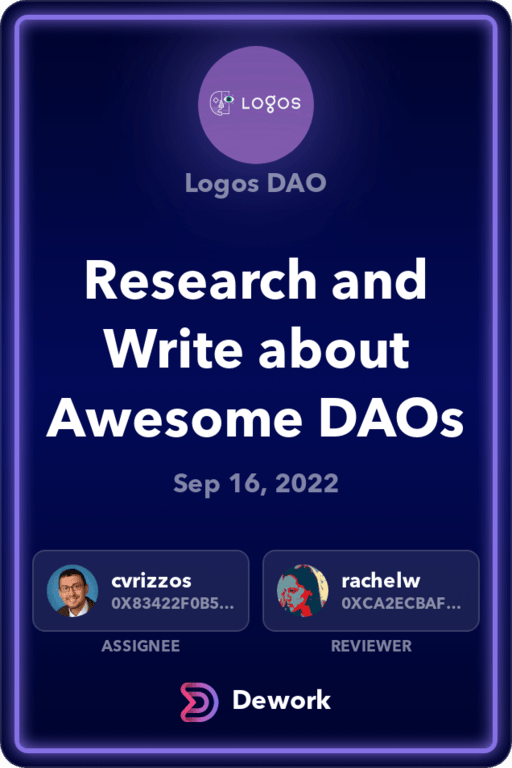 LOGOS
Logos DAO
Research and
Write about
Awesome DAOs
Sep 16, 2022
cvrizzos
0X83422F0B5...
rachelw
0XCA2ECBAF...
ASSIGNEE
REVIEWER
Dework